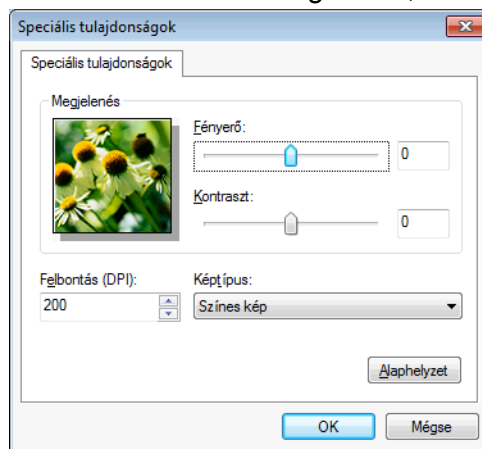 Speciális tulajdonságok
Speciális tulajdonságok
Megjelenés
Fényerő:
0
Kontraszt:
0
Felbontás (DPI):
Képtípus:
200
Színes kép
Alaphelyzet
OK
Mégse